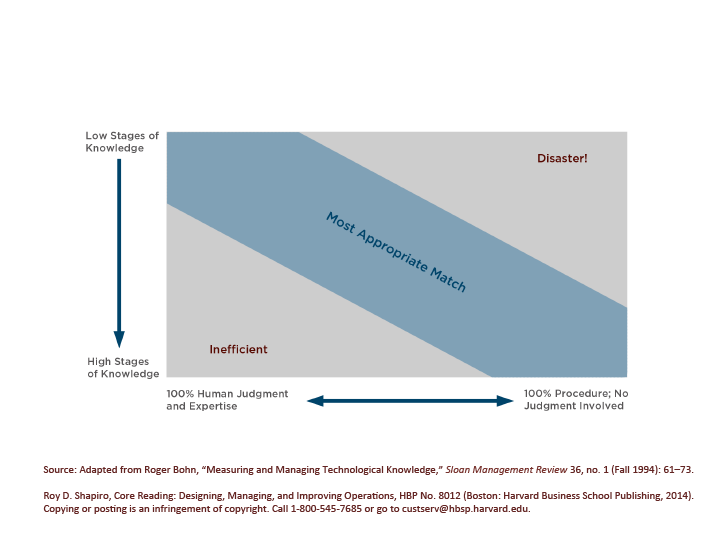 Low Stages of
Knowledge
Disaster!
Most Appropriate Match
Inefficient
High Stages
of Knowledge
100% Human Judgment
and Expertise
100% Procedure; No
Judgment Involved
Source: Adapted from Roger Bohn, “Measuring and Managing Technological Knowledge,” Sloan Management Review 36, no. 1 (Fall 1994): 61–73.
Roy D. Shapiro, Core Reading: Designing, Managing, and Improving Operations, HBP No. 8012 (Boston: Harvard Business School Publishing, 2014).
Copying or posting is an infringement of copyright. Call 1-800-545-7685 or go to custserv@hbsp.harvard.edu.